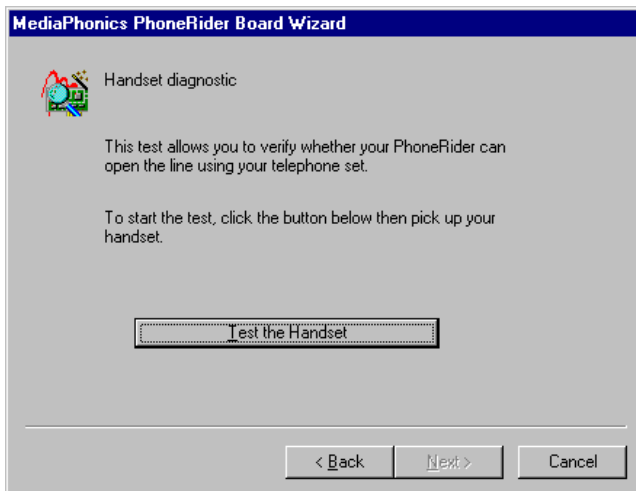 MediaPhonics PhoneRider Board Wizard
Handset diagnostic
This test allows you to verify whether your PhoneRider can
open the line using your telephone set.
To start the test, click the button below then pick up your
handset.
Test the Handset
< Back Next > Cancel